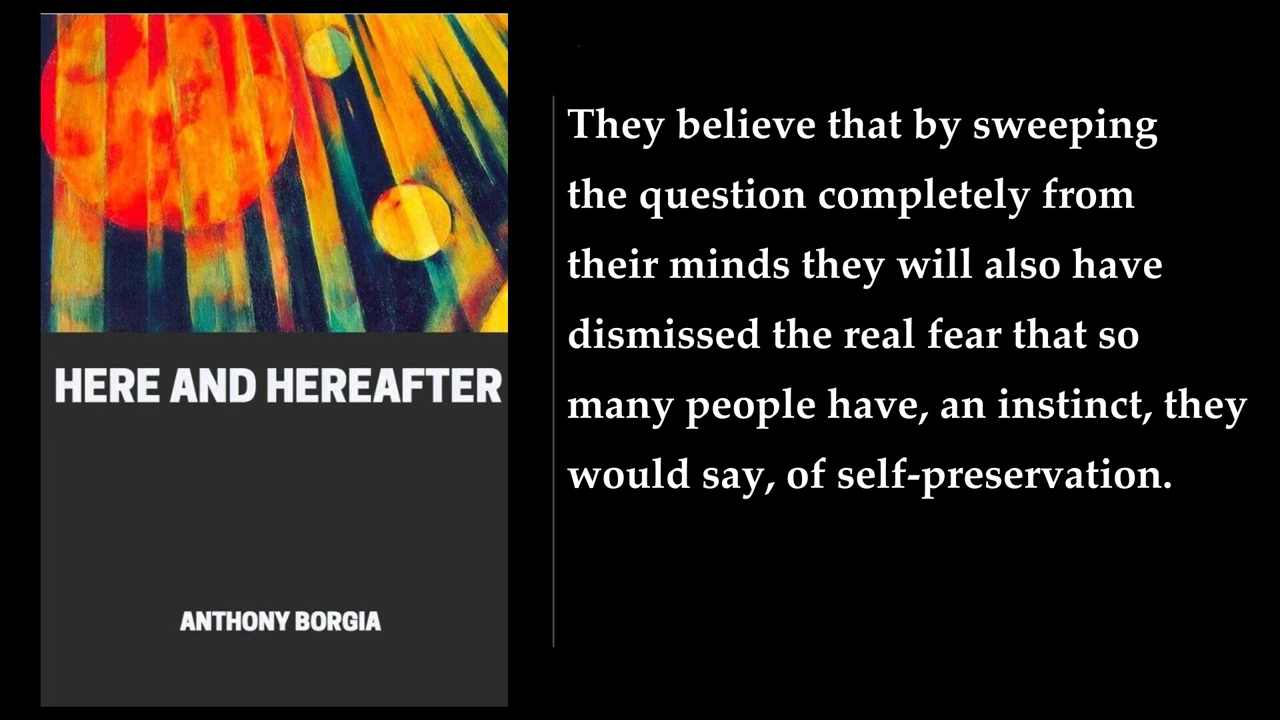 HERE AND HEREAFTER
ANTHONY BORGIA
They believe that by sweeping
the question completely from
their minds they will also have
dismissed the real fear that so
many people have, an instinct, they
would say, of self-preservation.